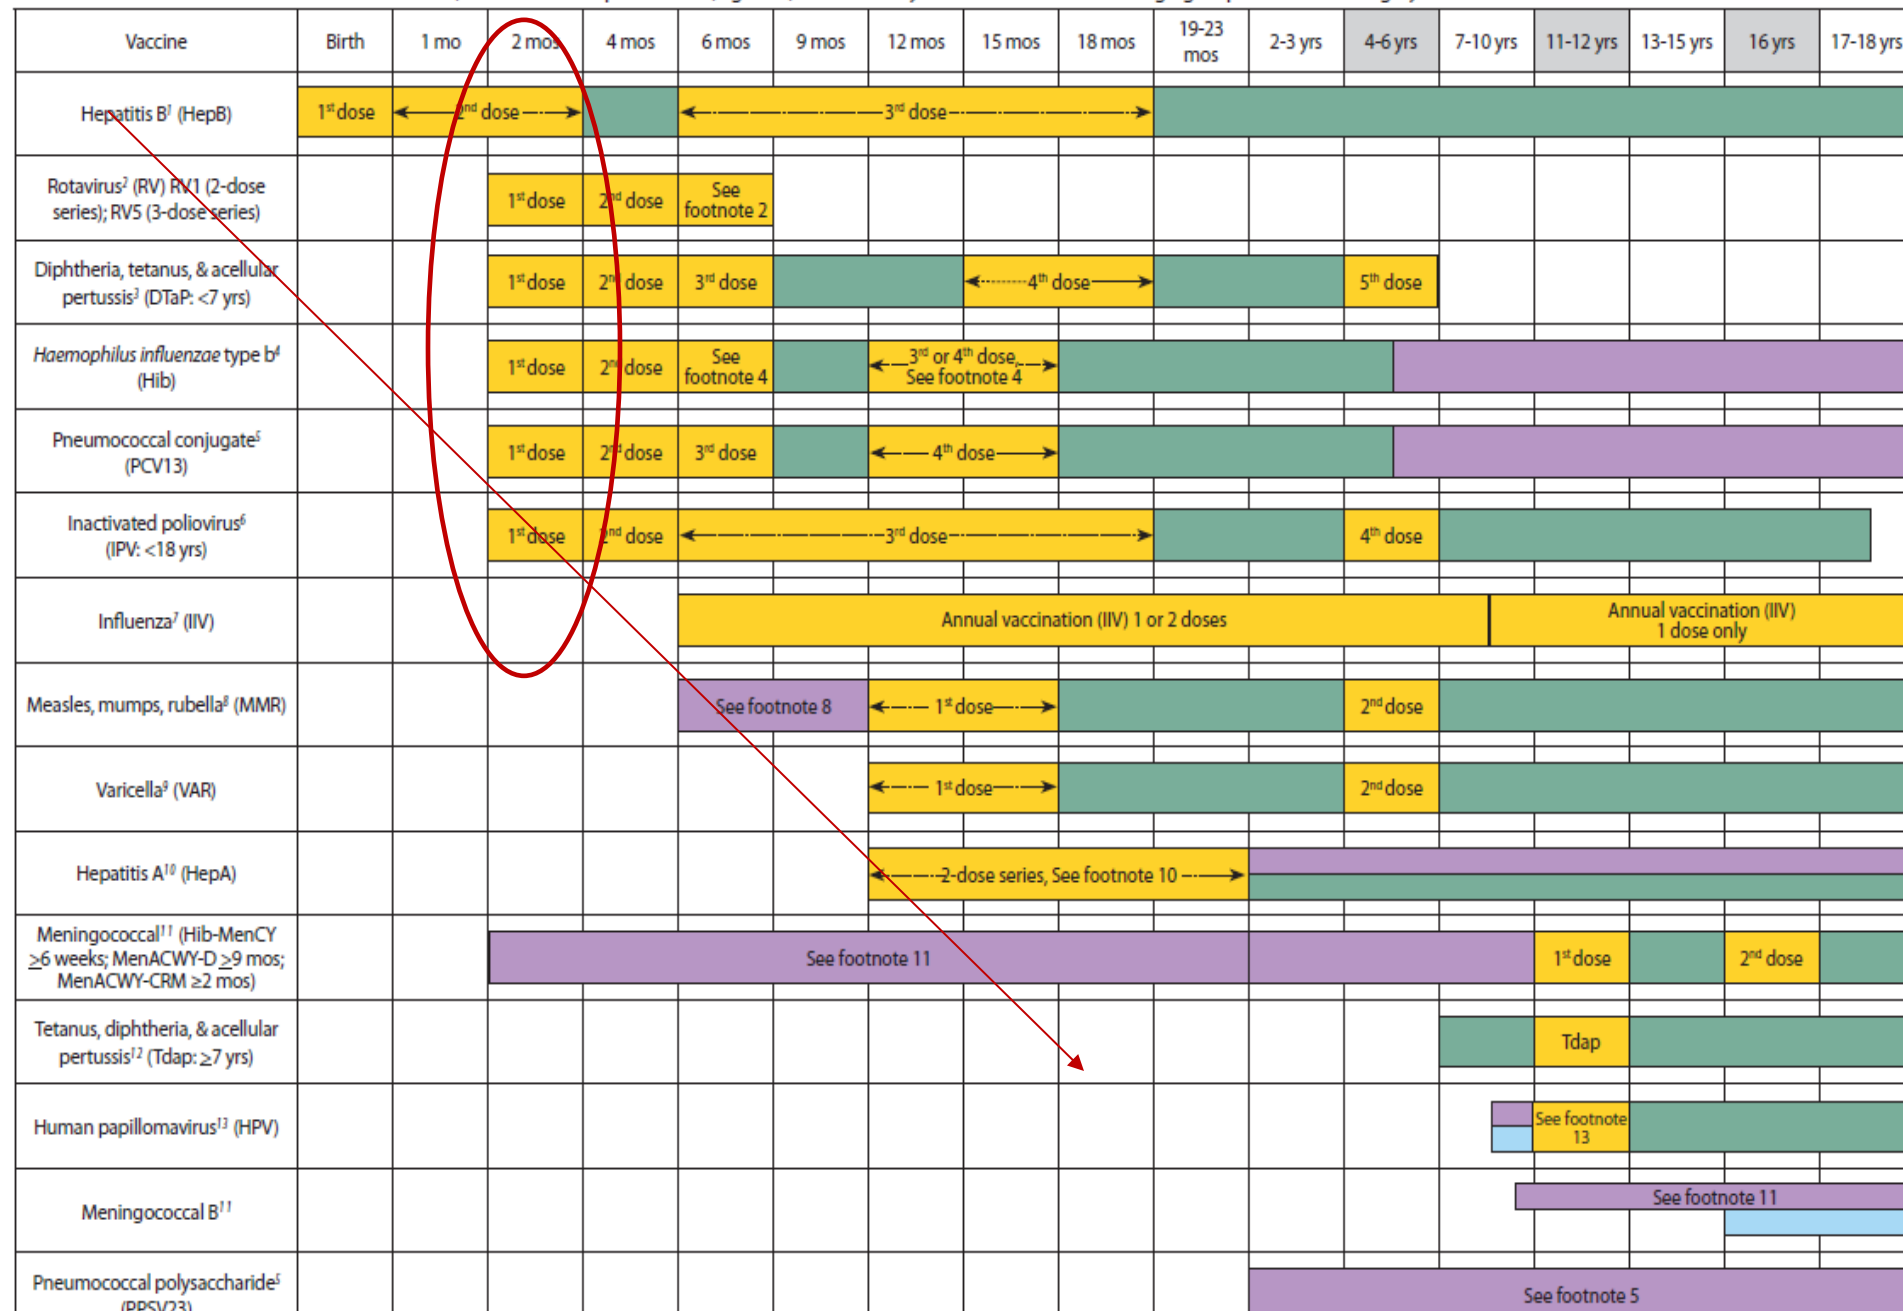 Vaccine Birth 1 mo 2 mos 4 mos 6 mos 9 mos 12 mos 15 mos 18 mos 19-23 mos 2-3 yrs 4-6 yrs 7-10 yrs 11-12 yrs 13-15 yrs 16 yrs 17-18 yrs
Hepatitis B1 (HepB) 1st dose 2nd dose 3rd dose
Rotavirus2 (RV) RV1 (2-dose
series); RV5 (3-dose series)
1st dose 2nd dose See
footnote 2
Diphtheria, tetanus, & acellular
pertussis3 (DTaP: <7 yrs)
1st dose 2nd dose 3rd dose 4th dose 5th dose
Haemophilus influenzae type b4
(Hib)
1st dose 2nd dose See
footnote 4
3rd or 4th dose,
See footnote 4
Pneumococcal conjugate5
(PCV13)
1st dose 2nd dose 3rd dose 4th dose
Inactivated poliovirus6
(IPV: <18 yrs)
1st dose 2nd dose 3rd dose 4th dose
Influenza7 (IIV) Annual vaccination (IIV) 1 or 2 doses
Annual vaccination (IIV)
1 dose only
Measles, mumps, rubella8 (MMR) See footnote 8 1st dose 2nd dose
Varicella9 (VAR) 1st dose 2nd dose
Hepatitis A10 (HepA) 2-dose series, See footnote 10
Meningococcal11 (Hib-MenCY
≥6 weeks; MenACWY-D ≥9 mos;
MenACWY-CRM ≥2 mos)
See footnote 11 1st dose 2nd dose
Tetanus, diphtheria, & acellular
pertussis12 (Tdap: ≥7 yrs)
Tdap
Human papillomavirus13 (HPV) See footnote
13
Meningococcal B11 See footnote 11
Pneumococcal polysaccharide5
(PPSV23)
See footnote 5